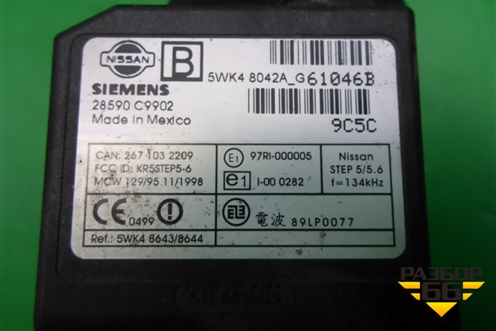 NISSAN
B
5WK4 8042A_G61046B
SIEMENS
28590 C9902
Made in Mexico
9C5C
CAN: 267 103 2209
FCC ID: KR5STEP5-6
MCW 129/95 11/1998
E1 97RI-000005
e1 I-00 0282
Nissan
STEP 5/5.6
f=134kHz
CE 0499
電波 89LP0077
Ref.: 5WK4 8643/8644
SIEMENS
РАЗБОР
66